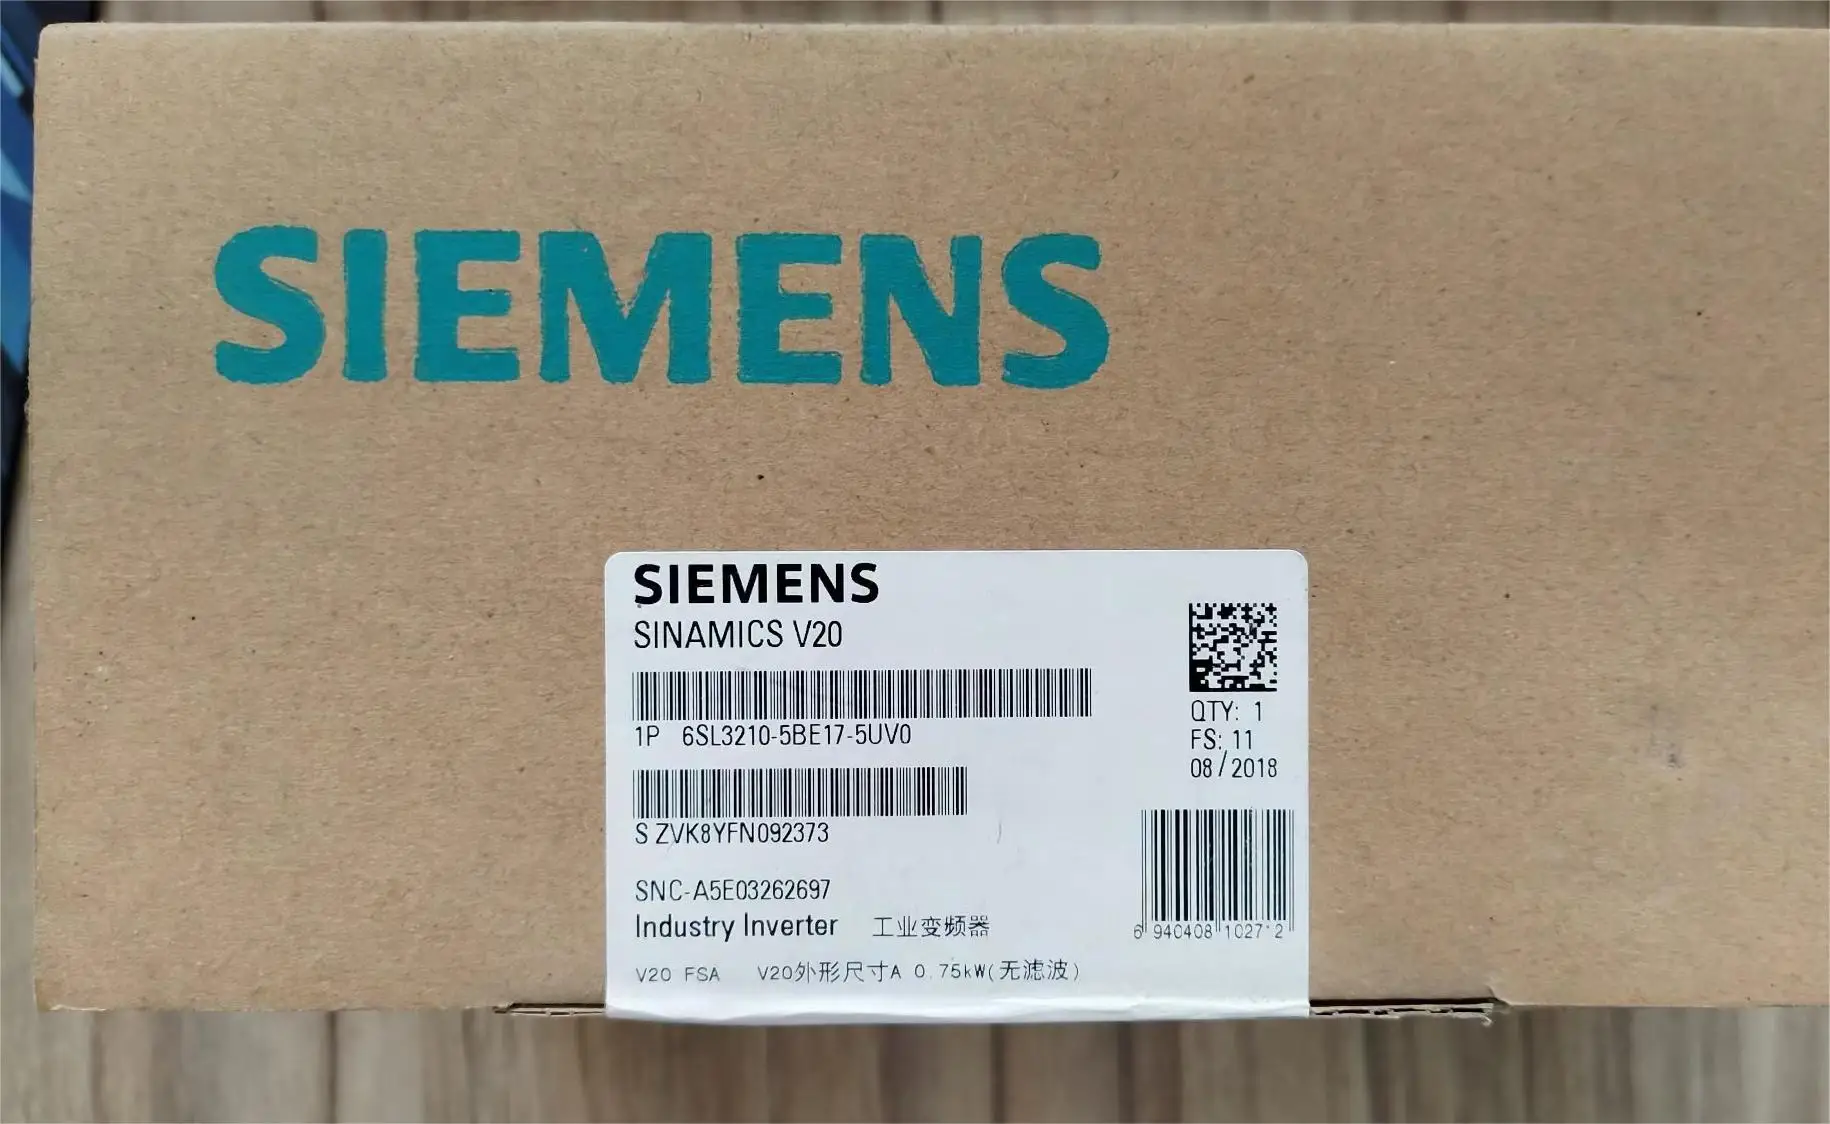 SIEMENS
SIEMENS
SINAMICS V20
1P 6SL3210-5BE17-5UV0
S ZVK8YFN092373
SNC-A5E03262697
Industry Inverter 工业变频器
V20 FSA V20外形尺寸A 0.75kW(无滤波)
QTY: 1
FS: 11
08/2018
6 940408 102712